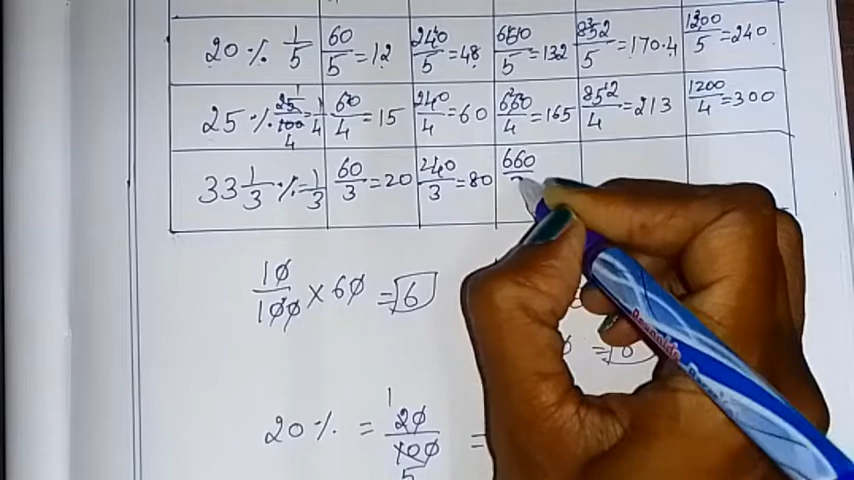 20 % 1/5 60/5 = 12 240/5 = 48 660/5 = 132 852/5 = 170.4 1200/5 = 240
25 % 25/100 = 1/4 60/4 = 15 240/4 = 60 660/4 = 165 852/4 = 213 1200/4 = 300
33 1/3 % = 1/3 60/3 = 20 240/3 = 80 660
10/100 × 60 = 6
20 % = 20/100 =
1
5